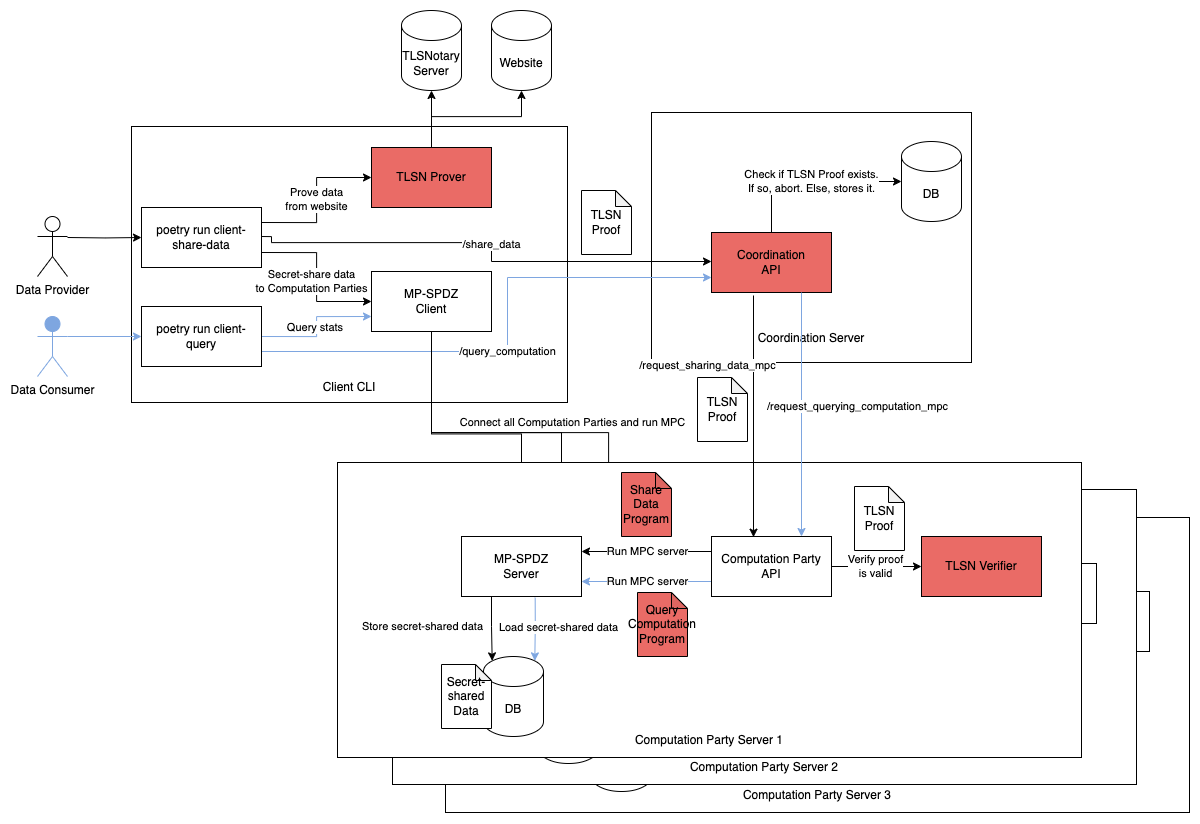 TLSNotary
Server
Website
TLSN Prover
Prove data
from website
poetry run client-
share-data
Data Provider
/share_data
TLSN
Proof
Check if TLSN Proof exists.
If so, abort. Else, stores it.
DB
Coordination
API
Secret-share data
to Computation Parties
MP-SPDZ
Client
Query stats
poetry run client-
query
/query_computation
Data Consumer
Client CLI
Coordination Server
/request_sharing_data_mpc
TLSN
Proof
/request_querying_computation_mpc
Connect all Computation Parties and run MPC
Share
Data
Program
TLSN
Proof
MP-SPDZ
Server
Run MPC server
Run MPC server
Computation Party
API
Verify proof
is valid
TLSN Verifier
Query
Computation
Program
Store secret-shared data
Load secret-shared data
Secret-
shared
Data
DB
Computation Party Server 1
Computation Party Server 2
Computation Party Server 3